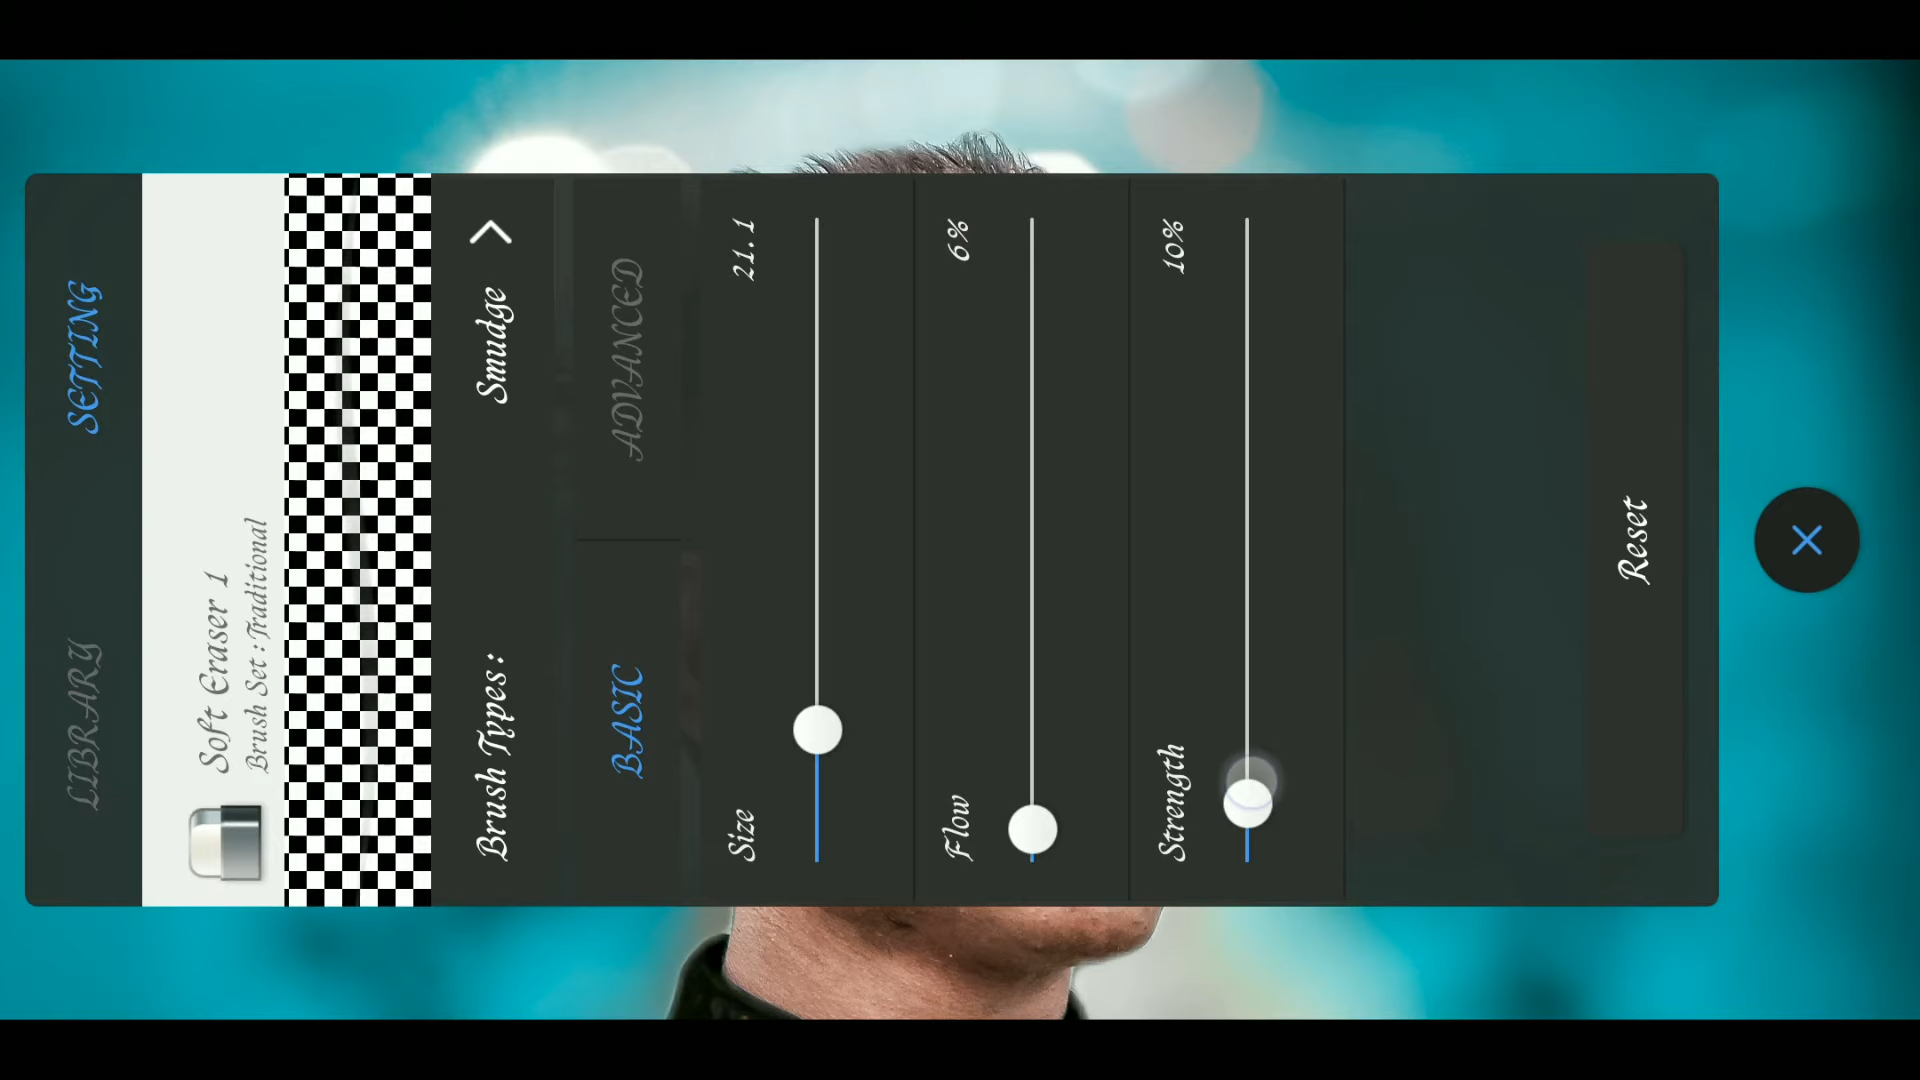 LIBRARY SETTING
Soft Eraser 1
Brush Set : Traditional
Brush Types : Smudge
BASIC ADVANCED
Size 21.1
Flow 6%
Strength 10%
Reset